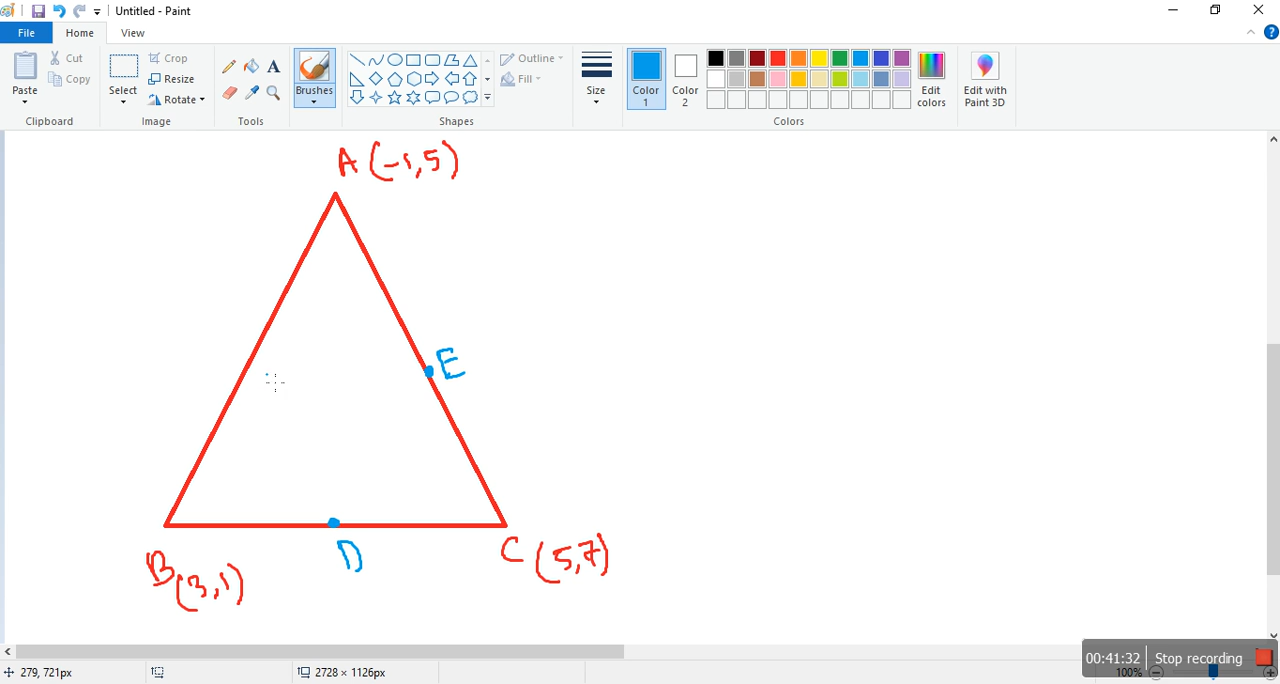 Untitled - Paint
File Home View
Paste
Cut
Copy
Clipboard
Select
Crop
Resize
Rotate
Image
Tools
Brushes
Outline
Fill
Shapes
Size
Color 1
Color 2
Edit colors
Colors
Edit with Paint 3D
A (-1,5)
E
B (3,1)
D
C (5,7)
00:41:32 Stop recording
279, 721px
2728 × 1126px
100%